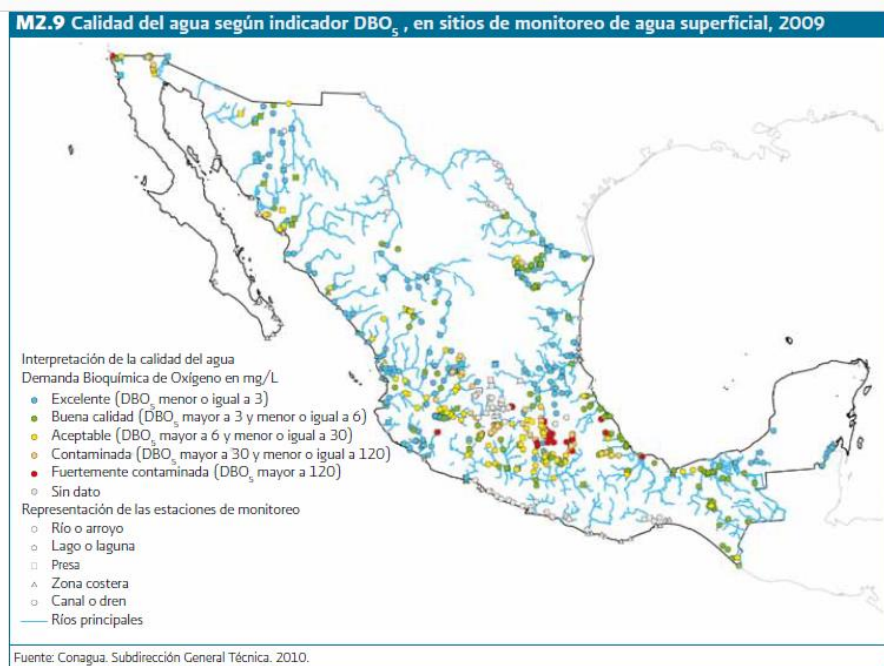 M2.9 Calidad del agua según indicador DBO₅ , en sitios de monitoreo de agua superficial, 2009
Interpretación de la calidad del agua
Demanda Bioquímica de Oxígeno en mg/L
Excelente (DBO₅ menor o igual a 3)
Buena calidad (DBO₅ mayor a 3 y menor o igual a 6)
Aceptable (DBO₅ mayor a 6 y menor o igual a 30)
Contaminada (DBO₅ mayor a 30 y menor o igual a 120)
Fuertemente contaminada (DBO₅ mayor a 120)
Sin dato
Representación de las estaciones de monitoreo
Río o arroyo
Lago o laguna
Presa
Zona costera
Canal o dren
Ríos principales
Fuente: Conagua. Subdirección General Técnica. 2010.